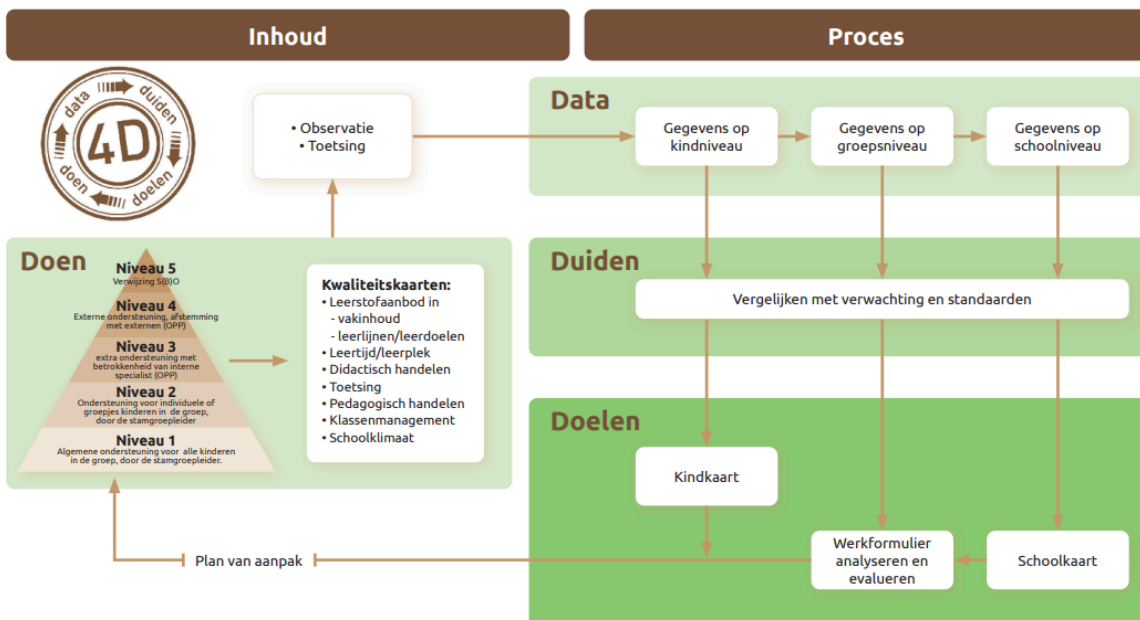 Inhoud
Proces
data
duiden
doelen
doen
4D
• Observatie
• Toetsing
Data
Gegevens op
kindniveau
Gegevens op
groepsniveau
Gegevens op
schoolniveau
Doen
Niveau 5
Verwijzing S(B)O
Niveau 4
Externe ondersteuning, afstemming
met externen (OPP)
Niveau 3
extra ondersteuning met
betrokkenheid van interne
specialist (OPP)
Niveau 2
Ondersteuning voor individuele of
groepjes kinderen in de groep,
door de stamgroepleider
Niveau 1
Algemene ondersteuning voor alle kinderen
in de groep, door de stamgroepleider.
Kwaliteitskaarten:
• Leerstofaanbod in
- vakinhoud
- leerlijnen/leerdoelen
• Leertijd/leerplek
• Didactisch handelen
• Toetsing
• Pedagogisch handelen
• Klassenmanagement
• Schoolklimaat
Duiden
Vergelijken met verwachting en standaarden
Doelen
Kindkaart
Plan van aanpak
Werkformulier
analyseren en
evalueren
Schoolkaart